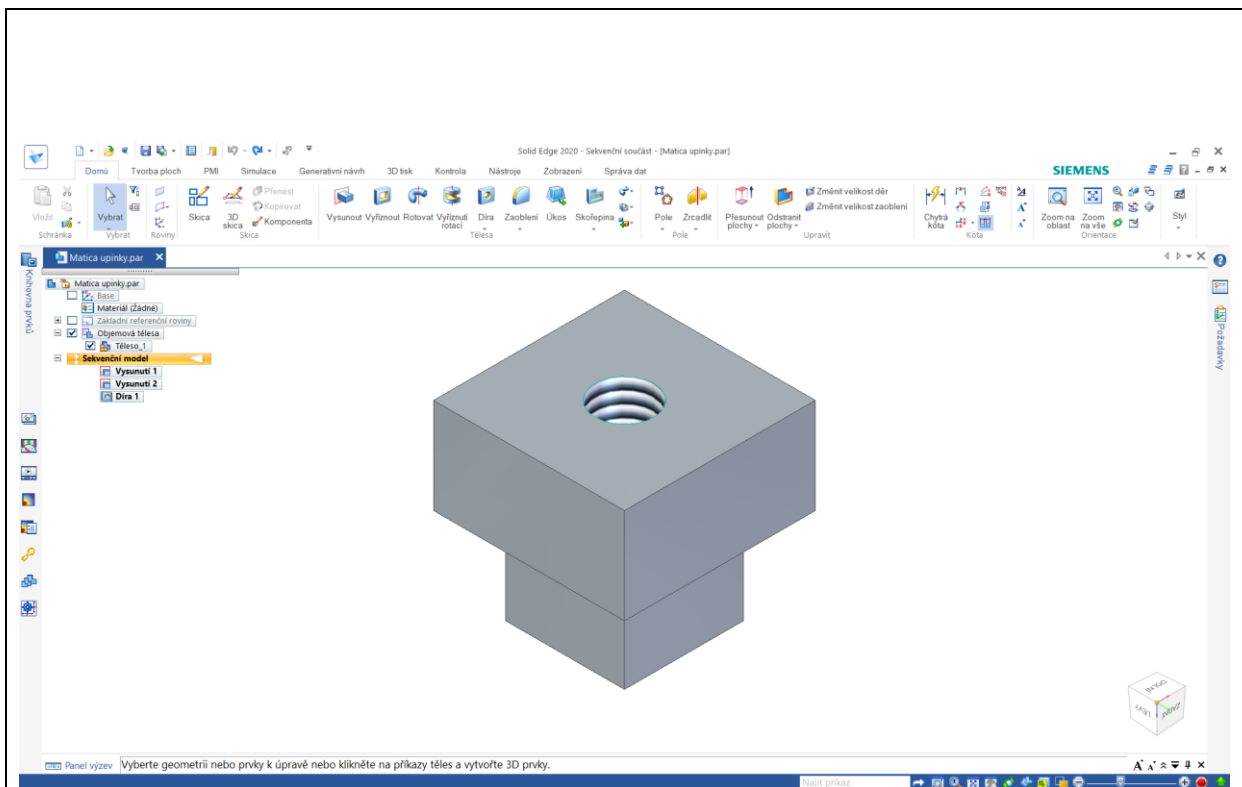 Solid Edge 2020 - Sekvenční součást - [Matica upinky.par]
Domů Tvorba ploch PMI Simulace Generativní návrh 3D tisk Kontrola Nástroje Zobrazení Správa dat SIEMENS
Přenést
Kopírovat
Komponenta
Změnit velikost děr
Změnit velikost zaoblení
Vložit Vybrat Skica 3D skica Vysunout Vyříznout Rotovat Vyříznutí rotací Díra Zaoblení Úkos Skořepina Pole Zrcadlit Přesunout plochy Odstranit plochy Chytrá kóta Zoom na oblast Zoom na vše Styl
Schránka Vybrat Roviny Skica Tělesa Pole Upravit Kóta Orientace
Matica upinky.par
Knihovna prvků
Matica upinky.par
Base
Materiál (Žádné)
Základní referenční roviny
Objemová tělesa
Těleso_1
Sekvenční model
Vysunutí 1
Vysunutí 2
Díra 1
Požadavky
DOLNÍ
LEVÝ
ZADNÍ
Panel výzev Vyberte geometrii nebo prvky k úpravě nebo klikněte na příkazy těles a vytvořte 3D prvky.
Najít příkaz